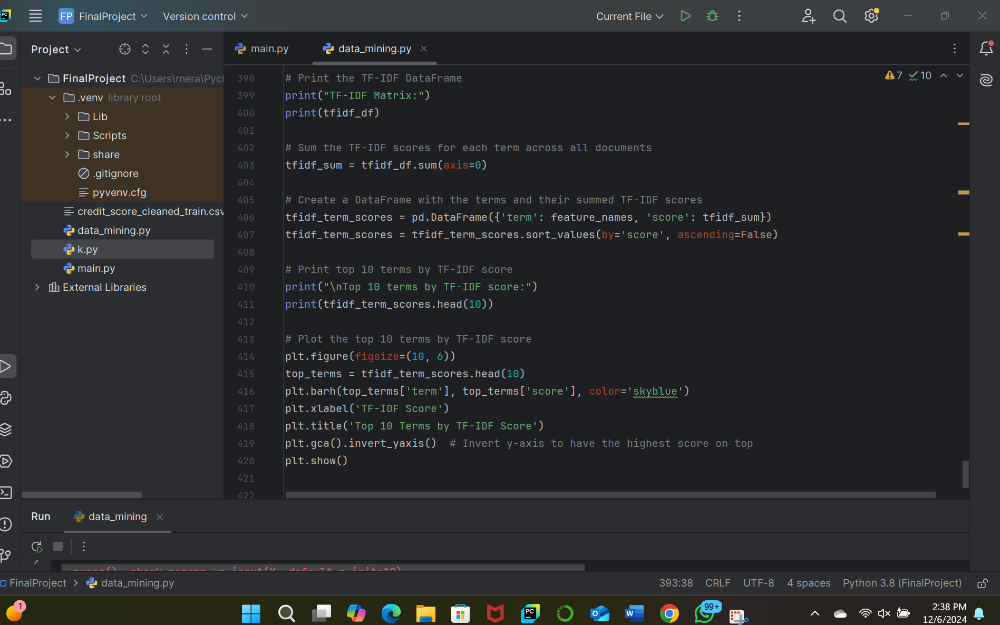 PC
FP FinalProject Version control Current File
Project
main.py data_mining.py
FinalProject C:\Users\rnera\Pycl
.venv library root
Lib
Scripts
share
.gitignore
pyvenv.cfg
credit_score_cleaned_train.csv
data_mining.py
k.py
main.py
External Libraries
7 10
398 # Print the TF-IDF DataFrame
399 print("TF-IDF Matrix:")
400 print(tfidf_df)
401
402 # Sum the TF-IDF scores for each term across all documents
403 tfidf_sum = tfidf_df.sum(axis=0)
404
405 # Create a DataFrame with the terms and their summed TF-IDF scores
406 tfidf_term_scores = pd.DataFrame({'term': feature_names, 'score': tfidf_sum})
407 tfidf_term_scores = tfidf_term_scores.sort_values(by='score', ascending=False)
408
409 # Print top 10 terms by TF-IDF score
410 print("\nTop 10 terms by TF-IDF score:")
411 print(tfidf_term_scores.head(10))
412
413 # Plot the top 10 terms by TF-IDF score
414 plt.figure(figsize=(10, 6))
415 top_terms = tfidf_term_scores.head(10)
416 plt.barh(top_terms['term'], top_terms['score'], color='skyblue')
417 plt.xlabel('TF-IDF Score')
418 plt.title('Top 10 Terms by TF-IDF Score')
419 plt.gca().invert_yaxis()  # Invert y-axis to have the highest score on top
420 plt.show()
421
422
Run data_mining
super()._check_params_vs_input(X, default_n_init=10)
FinalProject > data_mining.py 393:38 CRLF UTF-8 4 spaces Python 3.8 (FinalProject)
1
PC
99+
2:38 PM
12/6/2024